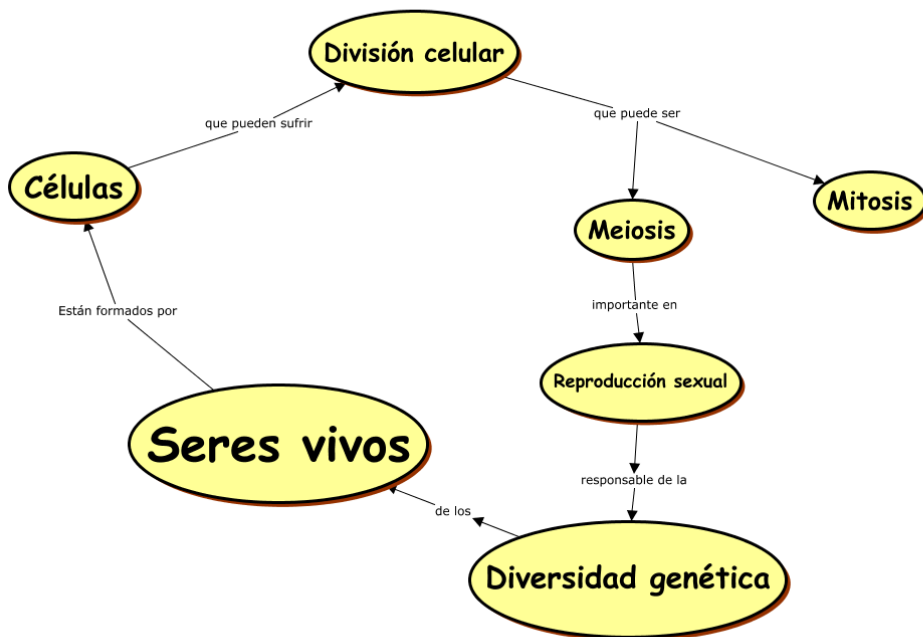 División celular
que pueden sufrir
que puede ser
Células
Mitosis
Meiosis
Están formados por
importante en
Reproducción sexual
Seres vivos
responsable de la
de los
Diversidad genética